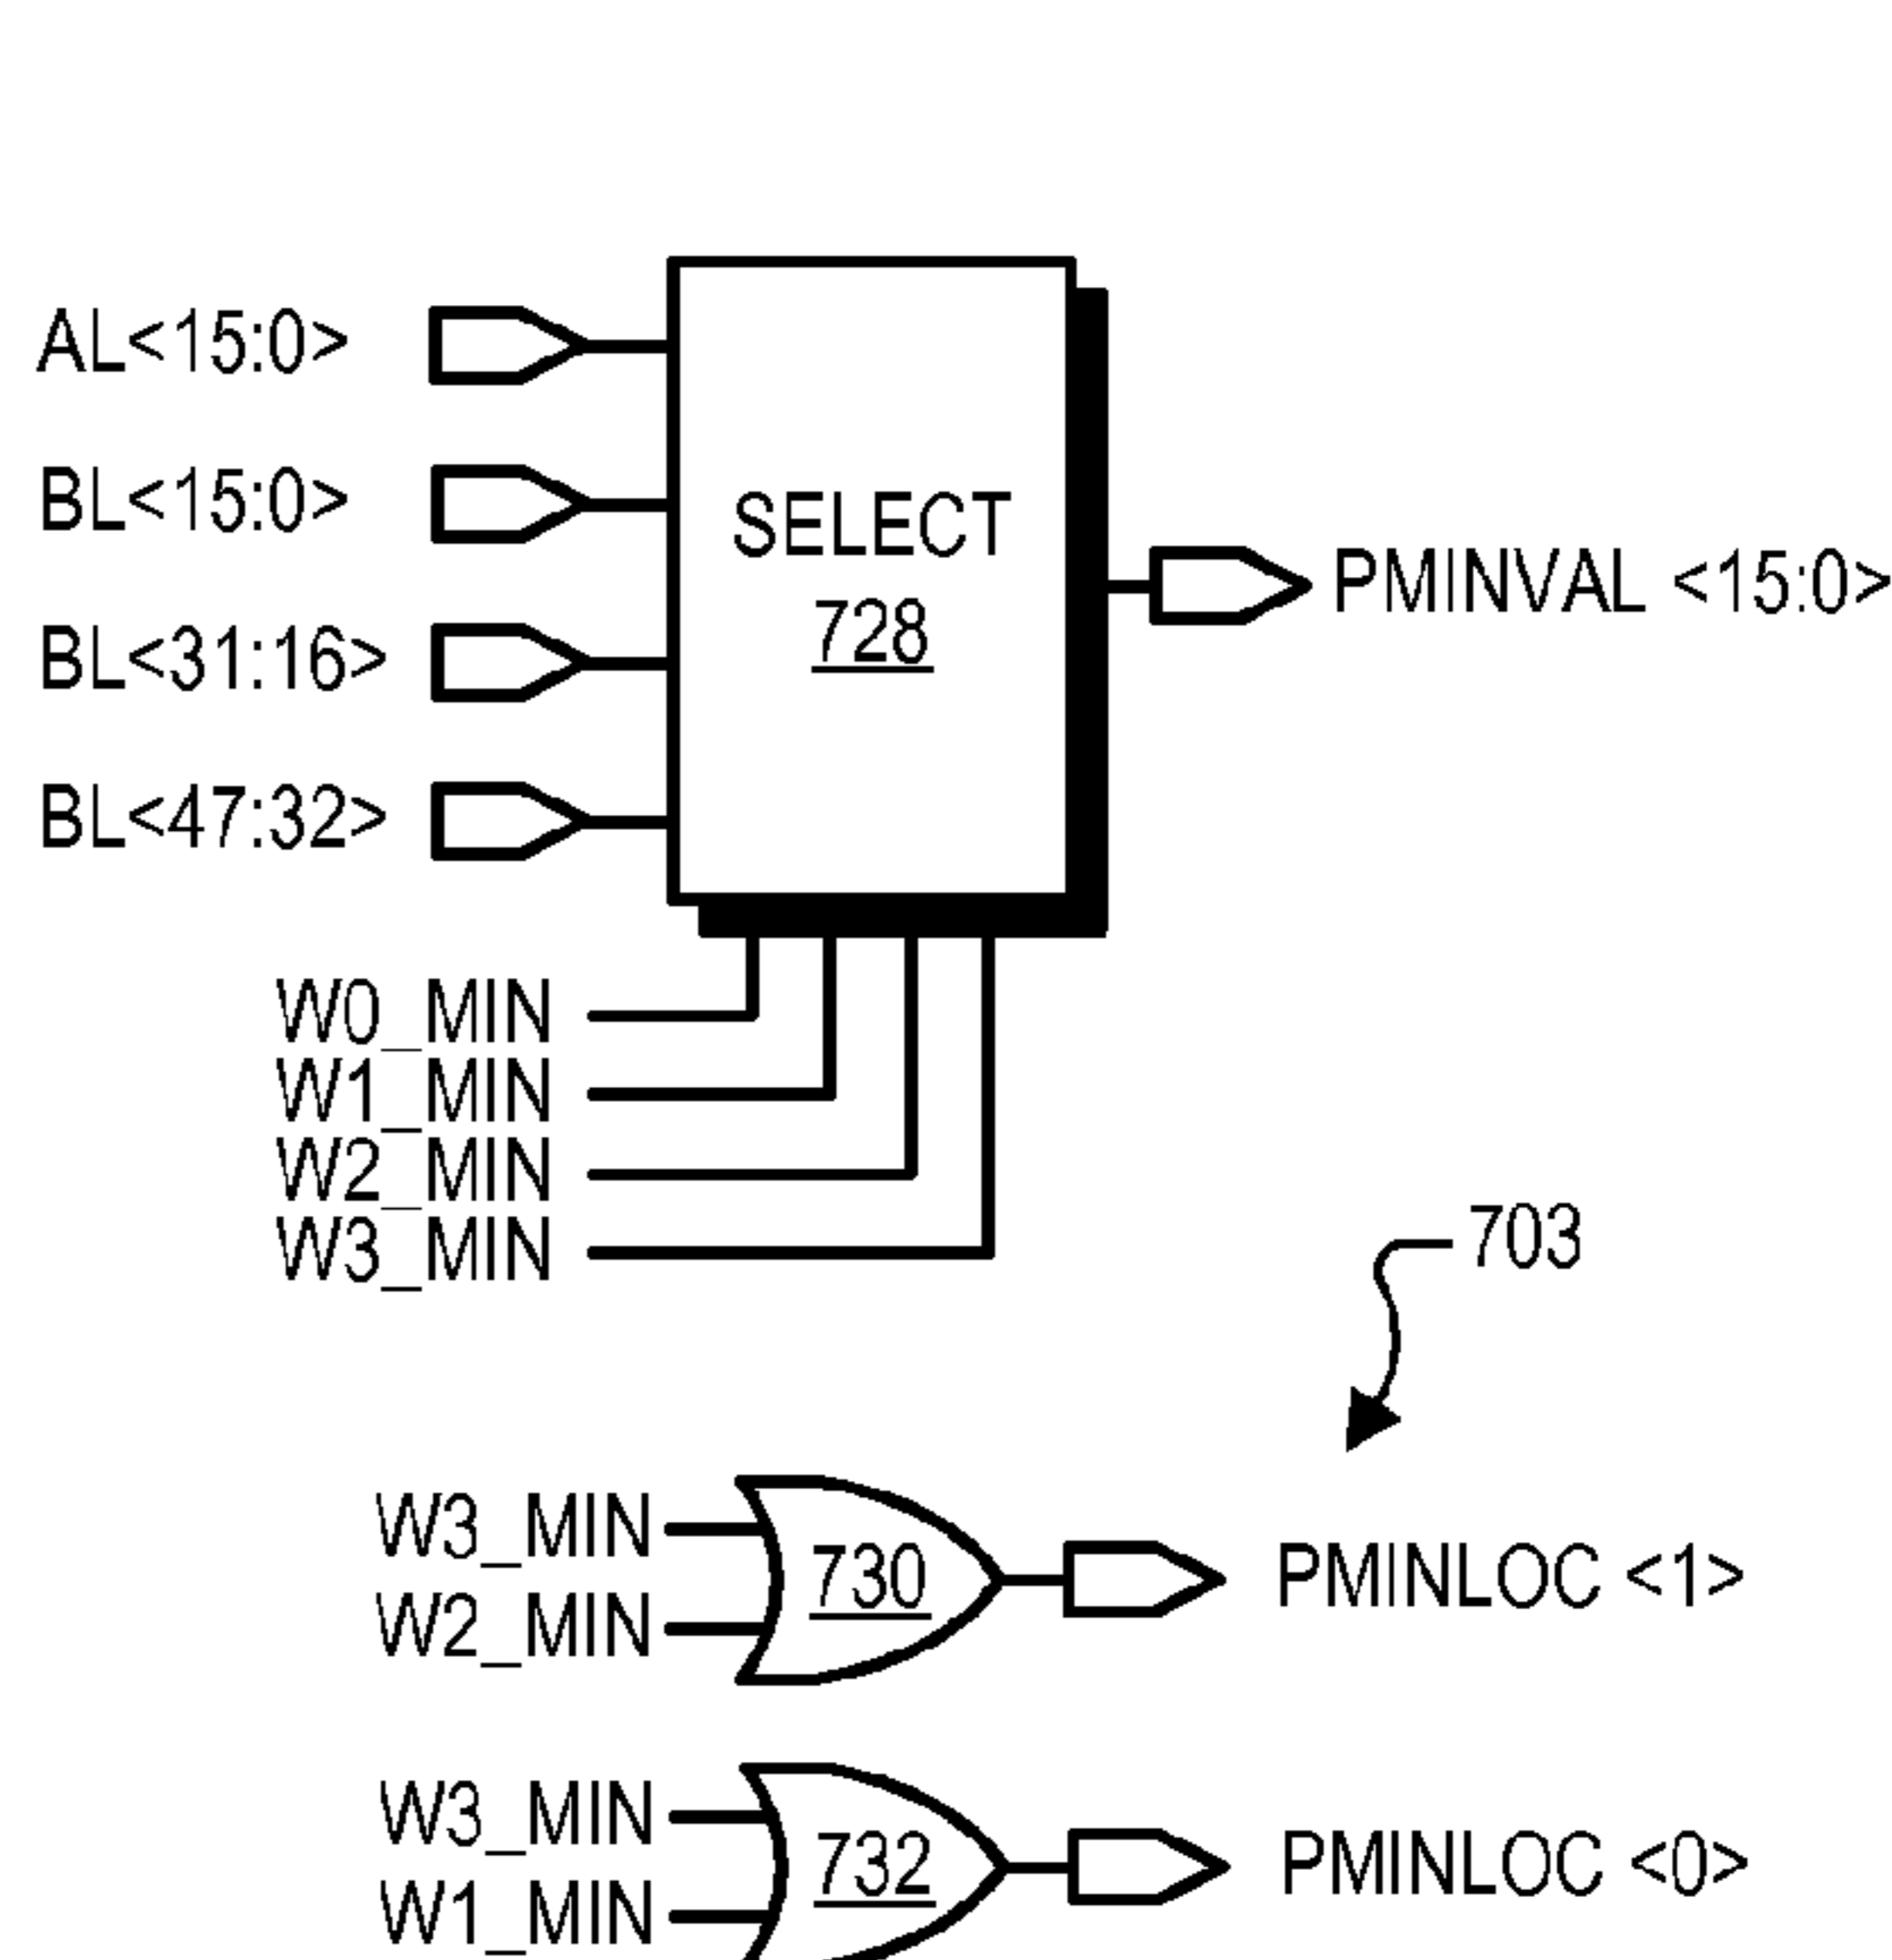 AL<15:0>
BL<15:0>
SELECT
728
PMINVAL <15:0>
BL<31:16>
BL<47:32>
W0_MIN
W1_MIN
W2_MIN
W3_MIN
703
W3_MIN
730
PMINLOC <1>
W2_MIN
W3_MIN
732
PMINLOC <0>
W1_MIN